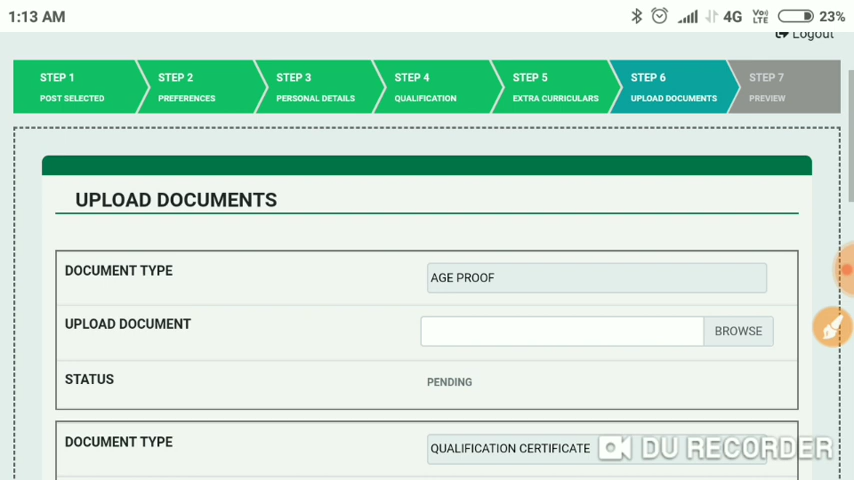 1:13 AM
4G
Vo)
LTE
23%
Logout
STEP 1
POST SELECTED
STEP 2
PREFERENCES
STEP 3
PERSONAL DETAILS
STEP 4
QUALIFICATION
STEP 5
EXTRA CURRICULARS
STEP 6
UPLOAD DOCUMENTS
STEP 7
PREVIEW
UPLOAD DOCUMENTS
DOCUMENT TYPE
AGE PROOF
UPLOAD DOCUMENT
BROWSE
STATUS
PENDING
DOCUMENT TYPE
QUALIFICATION CERTIFICATE
DU RECORDER